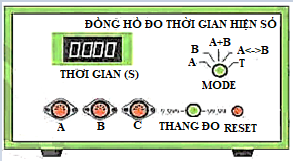 ĐỒNG HỒ ĐO THỜI GIAN HIỆN SỐ
0000
A+B
B A<->B
A T
THỜI GIAN (S)
MODE
A B C THANG ĐO RESET